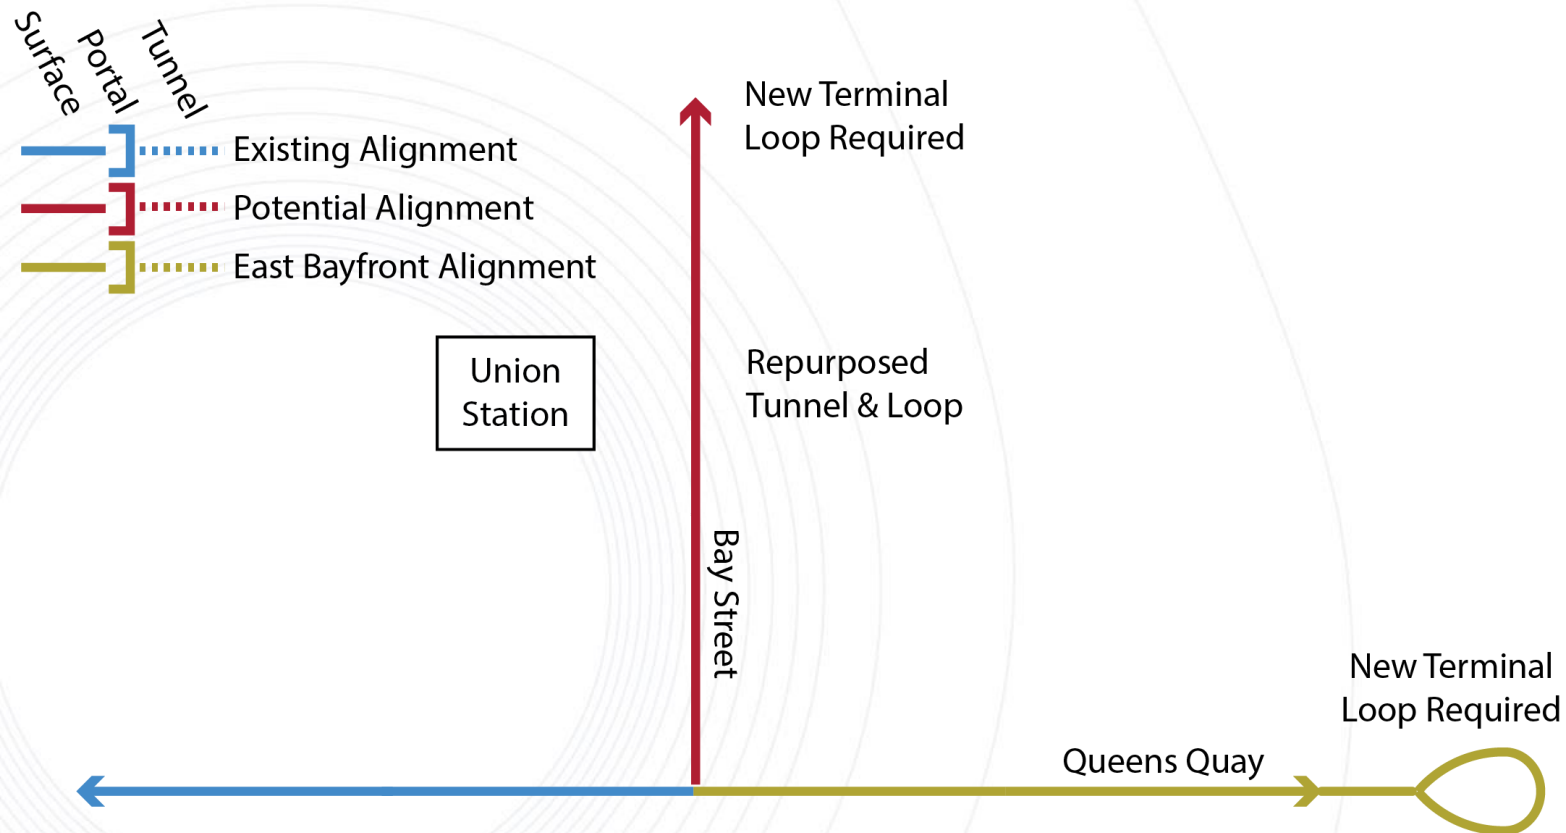 Surface
Portal
Tunnel
Existing Alignment
Potential Alignment
East Bayfront Alignment
New Terminal
Loop Required
Union
Station
Repurposed
Tunnel & Loop
Bay Street
New Terminal
Loop Required
Queens Quay